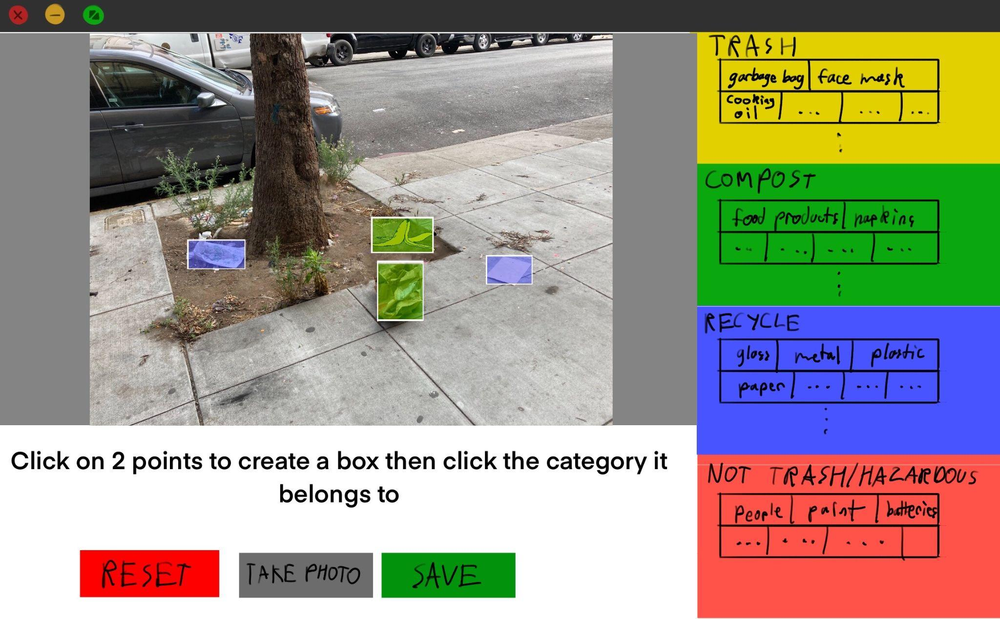 TRASH
garbage bag face mask
cooking
oil ... ... ...
COMPOST
food products napkins
... ... ... ...
RECYCLE
glass metal plastic
paper ... ... ...
NOT TRASH/HAZARDOUS
people paint batteries
... ... ...
Click on 2 points to create a box then click the category it
belongs to
RESET TAKE PHOTO SAVE